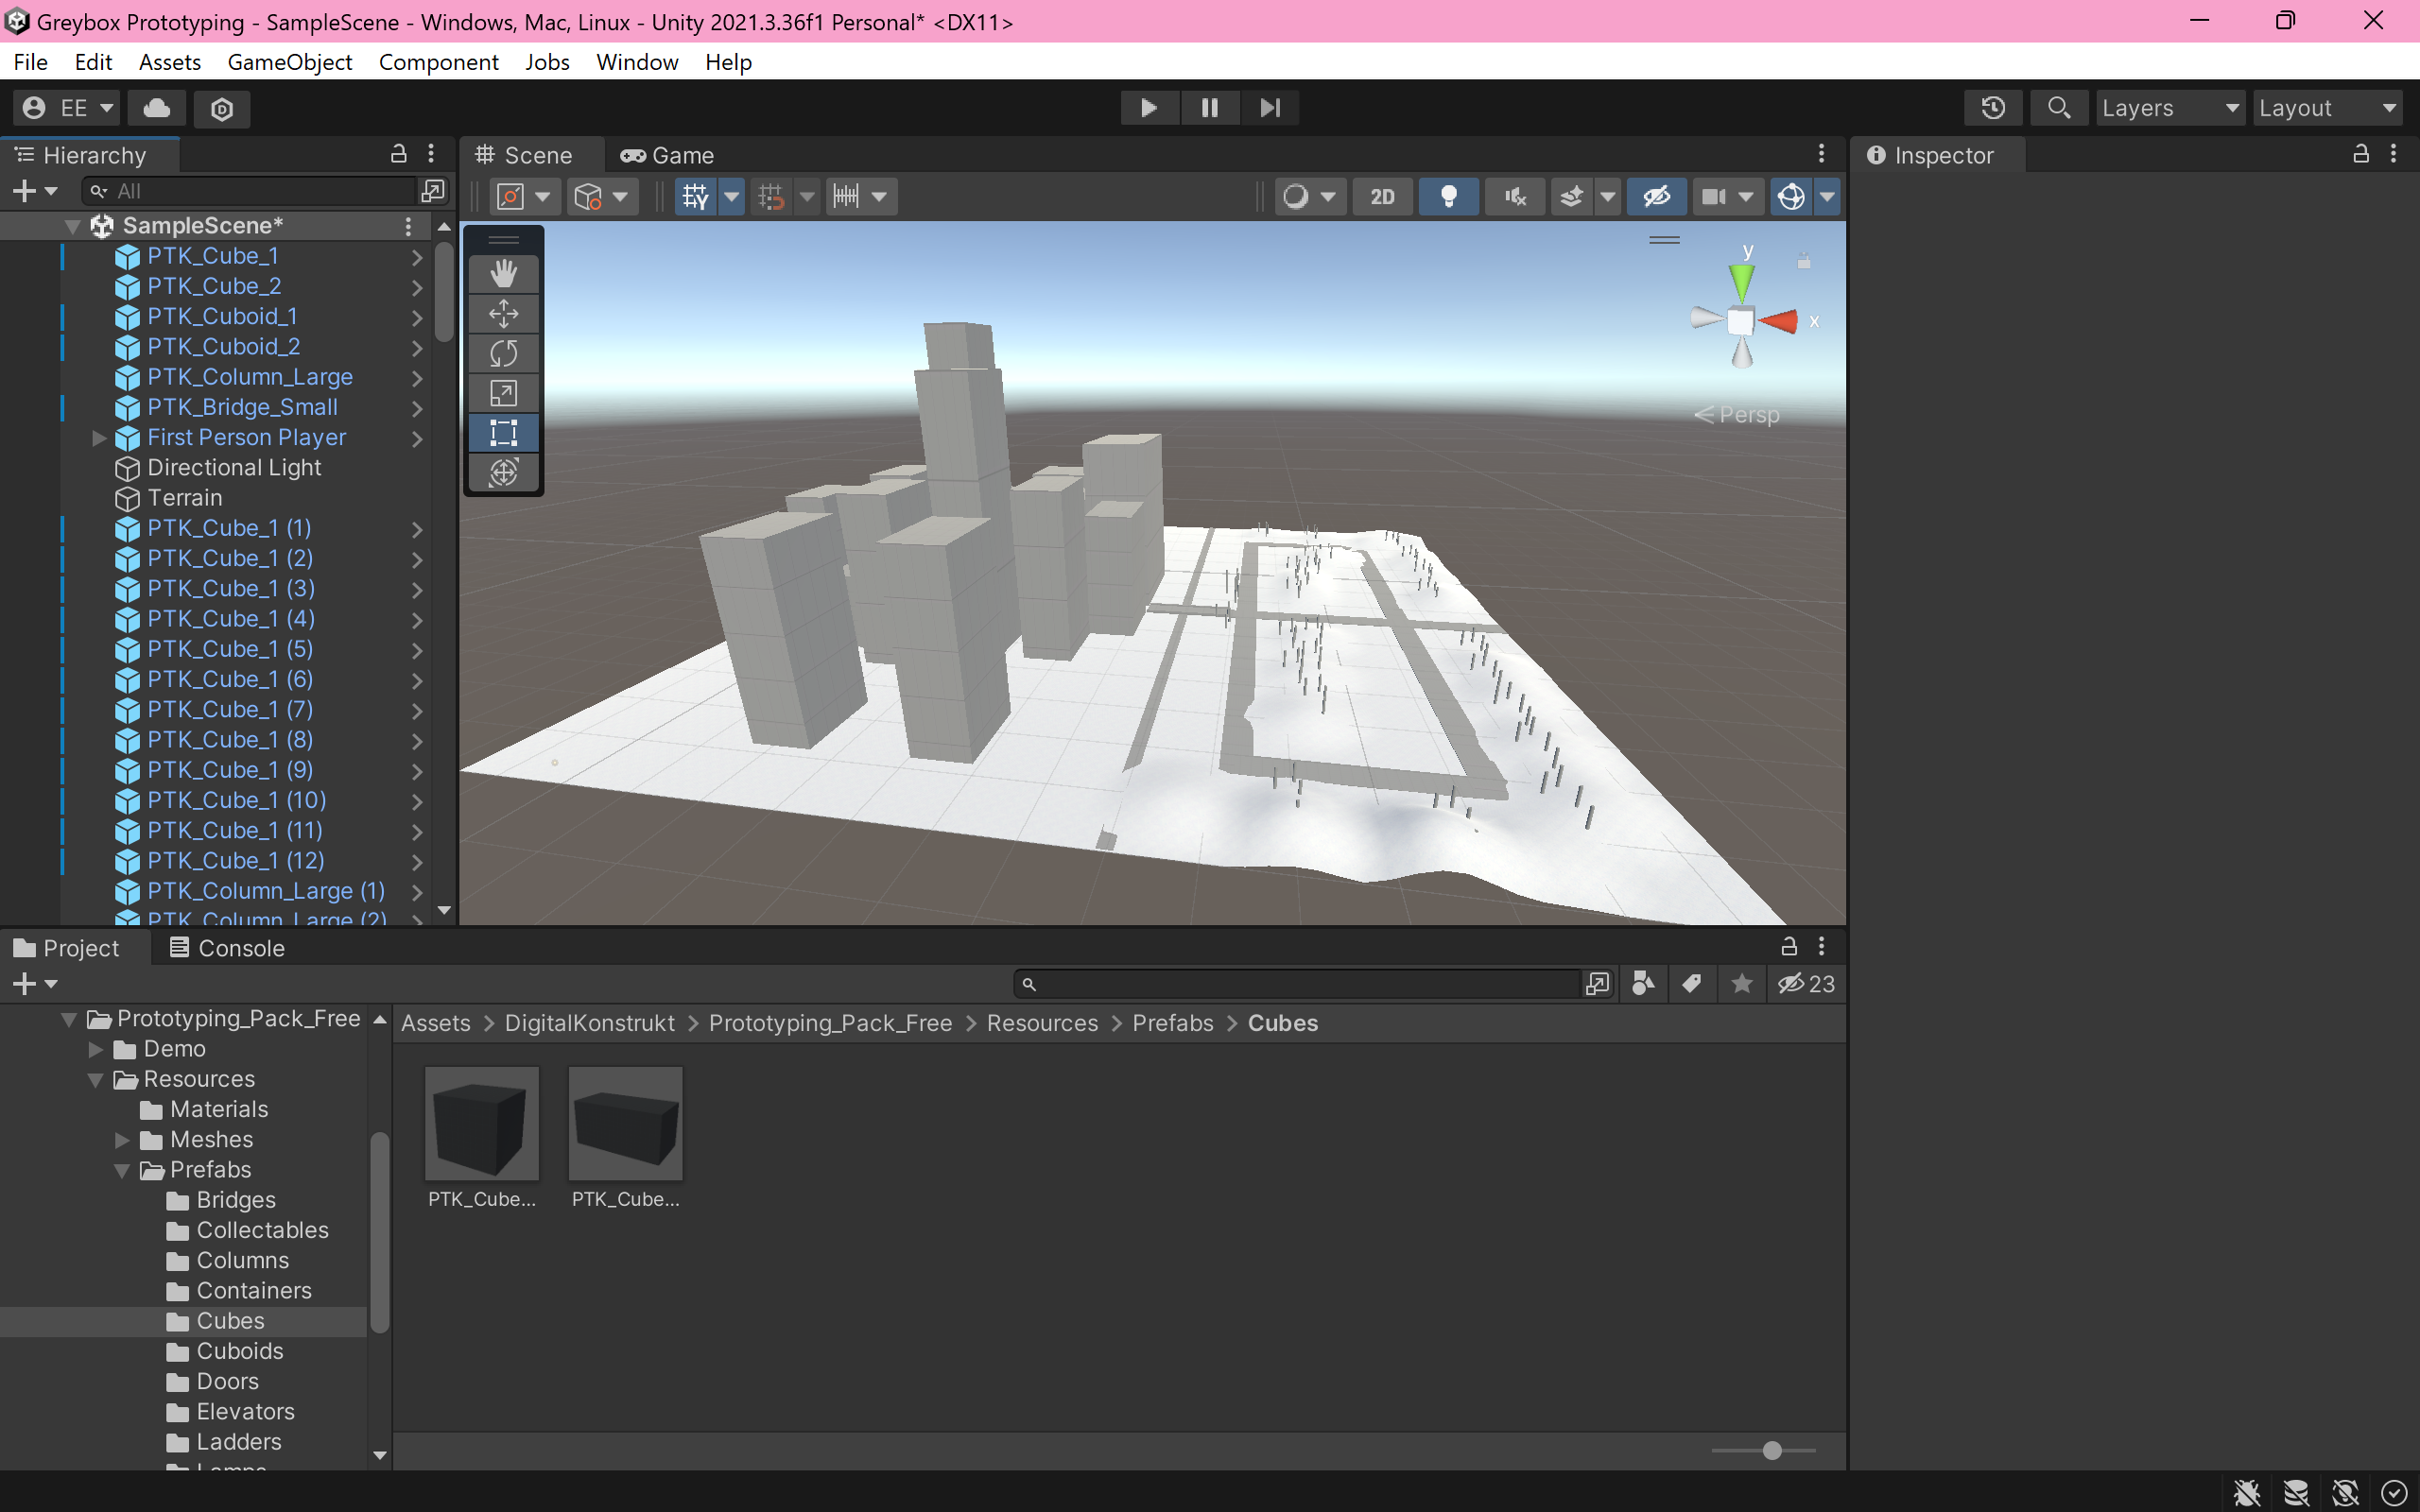 Greybox Prototyping - SampleScene - Windows, Mac, Linux - Unity 2021.3.36f1 Personal* <DX11>
File Edit Assets GameObject Component Jobs Window Help
EE
Layers Layout
Hierarchy
All
SampleScene*
PTK_Cube_1
PTK_Cube_2
PTK_Cuboid_1
PTK_Cuboid_2
PTK_Column_Large
PTK_Bridge_Small
First Person Player
Directional Light
Terrain
PTK_Cube_1 (1)
PTK_Cube_1 (2)
PTK_Cube_1 (3)
PTK_Cube_1 (4)
PTK_Cube_1 (5)
PTK_Cube_1 (6)
PTK_Cube_1 (7)
PTK_Cube_1 (8)
PTK_Cube_1 (9)
PTK_Cube_1 (10)
PTK_Cube_1 (11)
PTK_Cube_1 (12)
PTK_Column_Large (1)
PTK_Column_Large (2)
Scene Game
2D
y
x
Persp
Inspector
Project Console
23
Prototyping_Pack_Free
Demo
Resources
Materials
Meshes
Prefabs
Bridges
Collectables
Columns
Containers
Cubes
Cuboids
Doors
Elevators
Ladders
Lamps
Assets > DigitalKonstrukt > Prototyping_Pack_Free > Resources > Prefabs > Cubes
PTK_Cube... PTK_Cube...